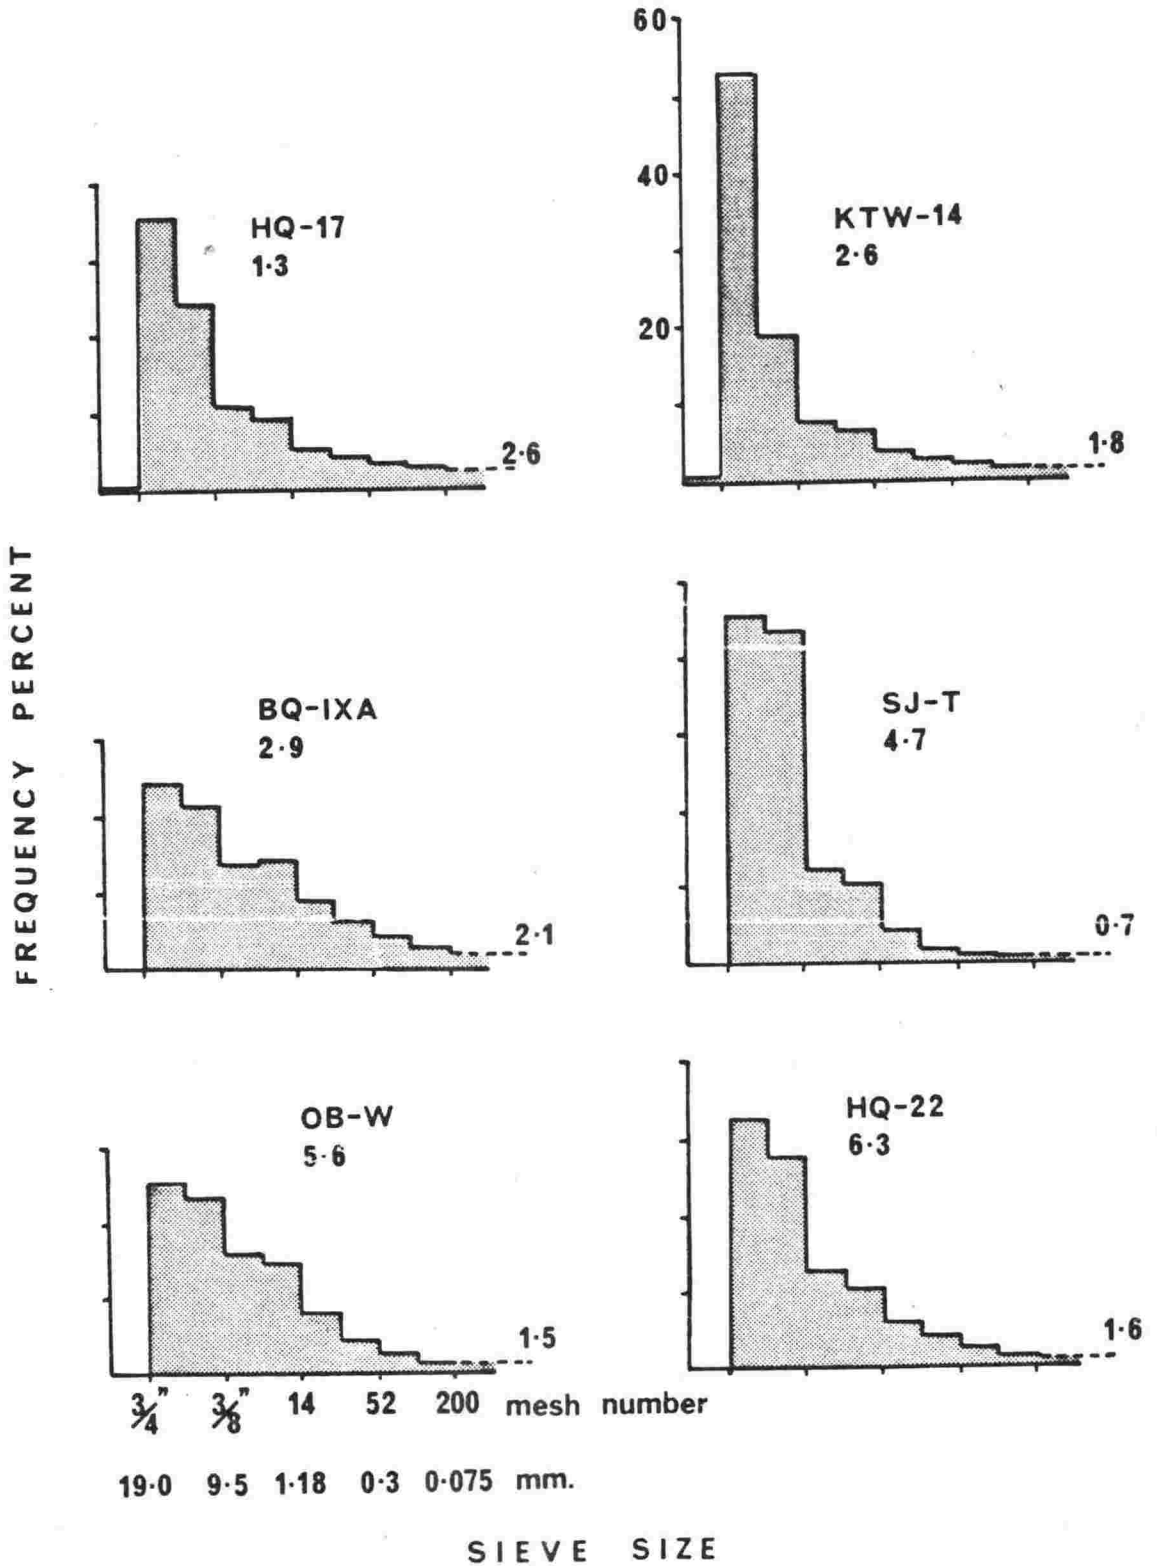 60
40
20
HQ-17
1·3
2·6
KTW-14
2·6
1·8
FREQUENCY PERCENT
BQ-IXA
2·9
2·1
SJ-T
4·7
0·7
OB-W
5·6
1·5
HQ-22
6·3
1·6
3/4" 3/8" 14 52 200 mesh number
19·0 9·5 1·18 0·3 0·075 mm.
SIEVE SIZE